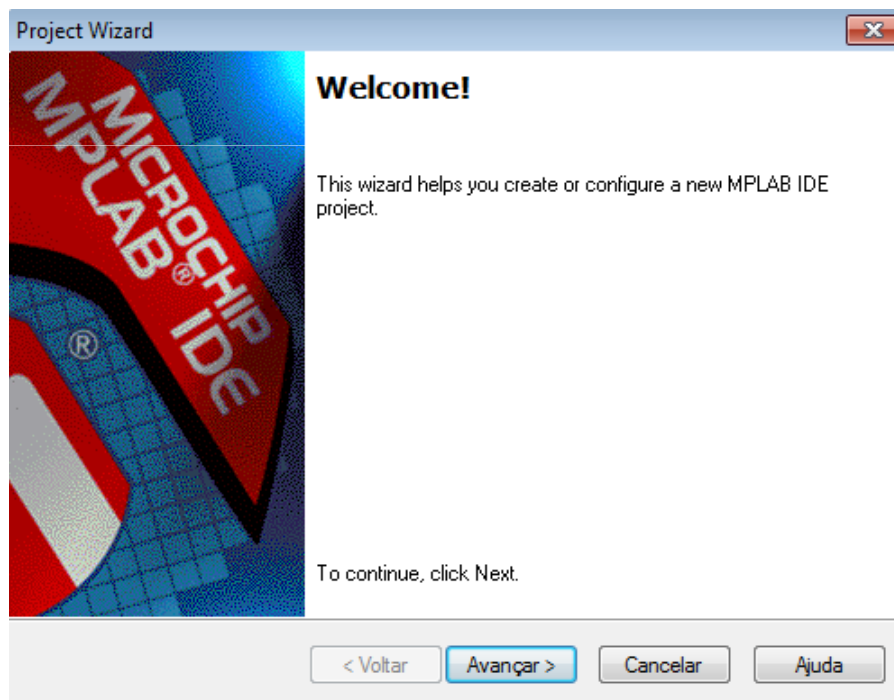 Project Wizard
MICROCHIP
MPLAB® IDE
®
Welcome!
This wizard helps you create or configure a new MPLAB IDE
project.
To continue, click Next.
< Voltar
Avançar >
Cancelar
Ajuda